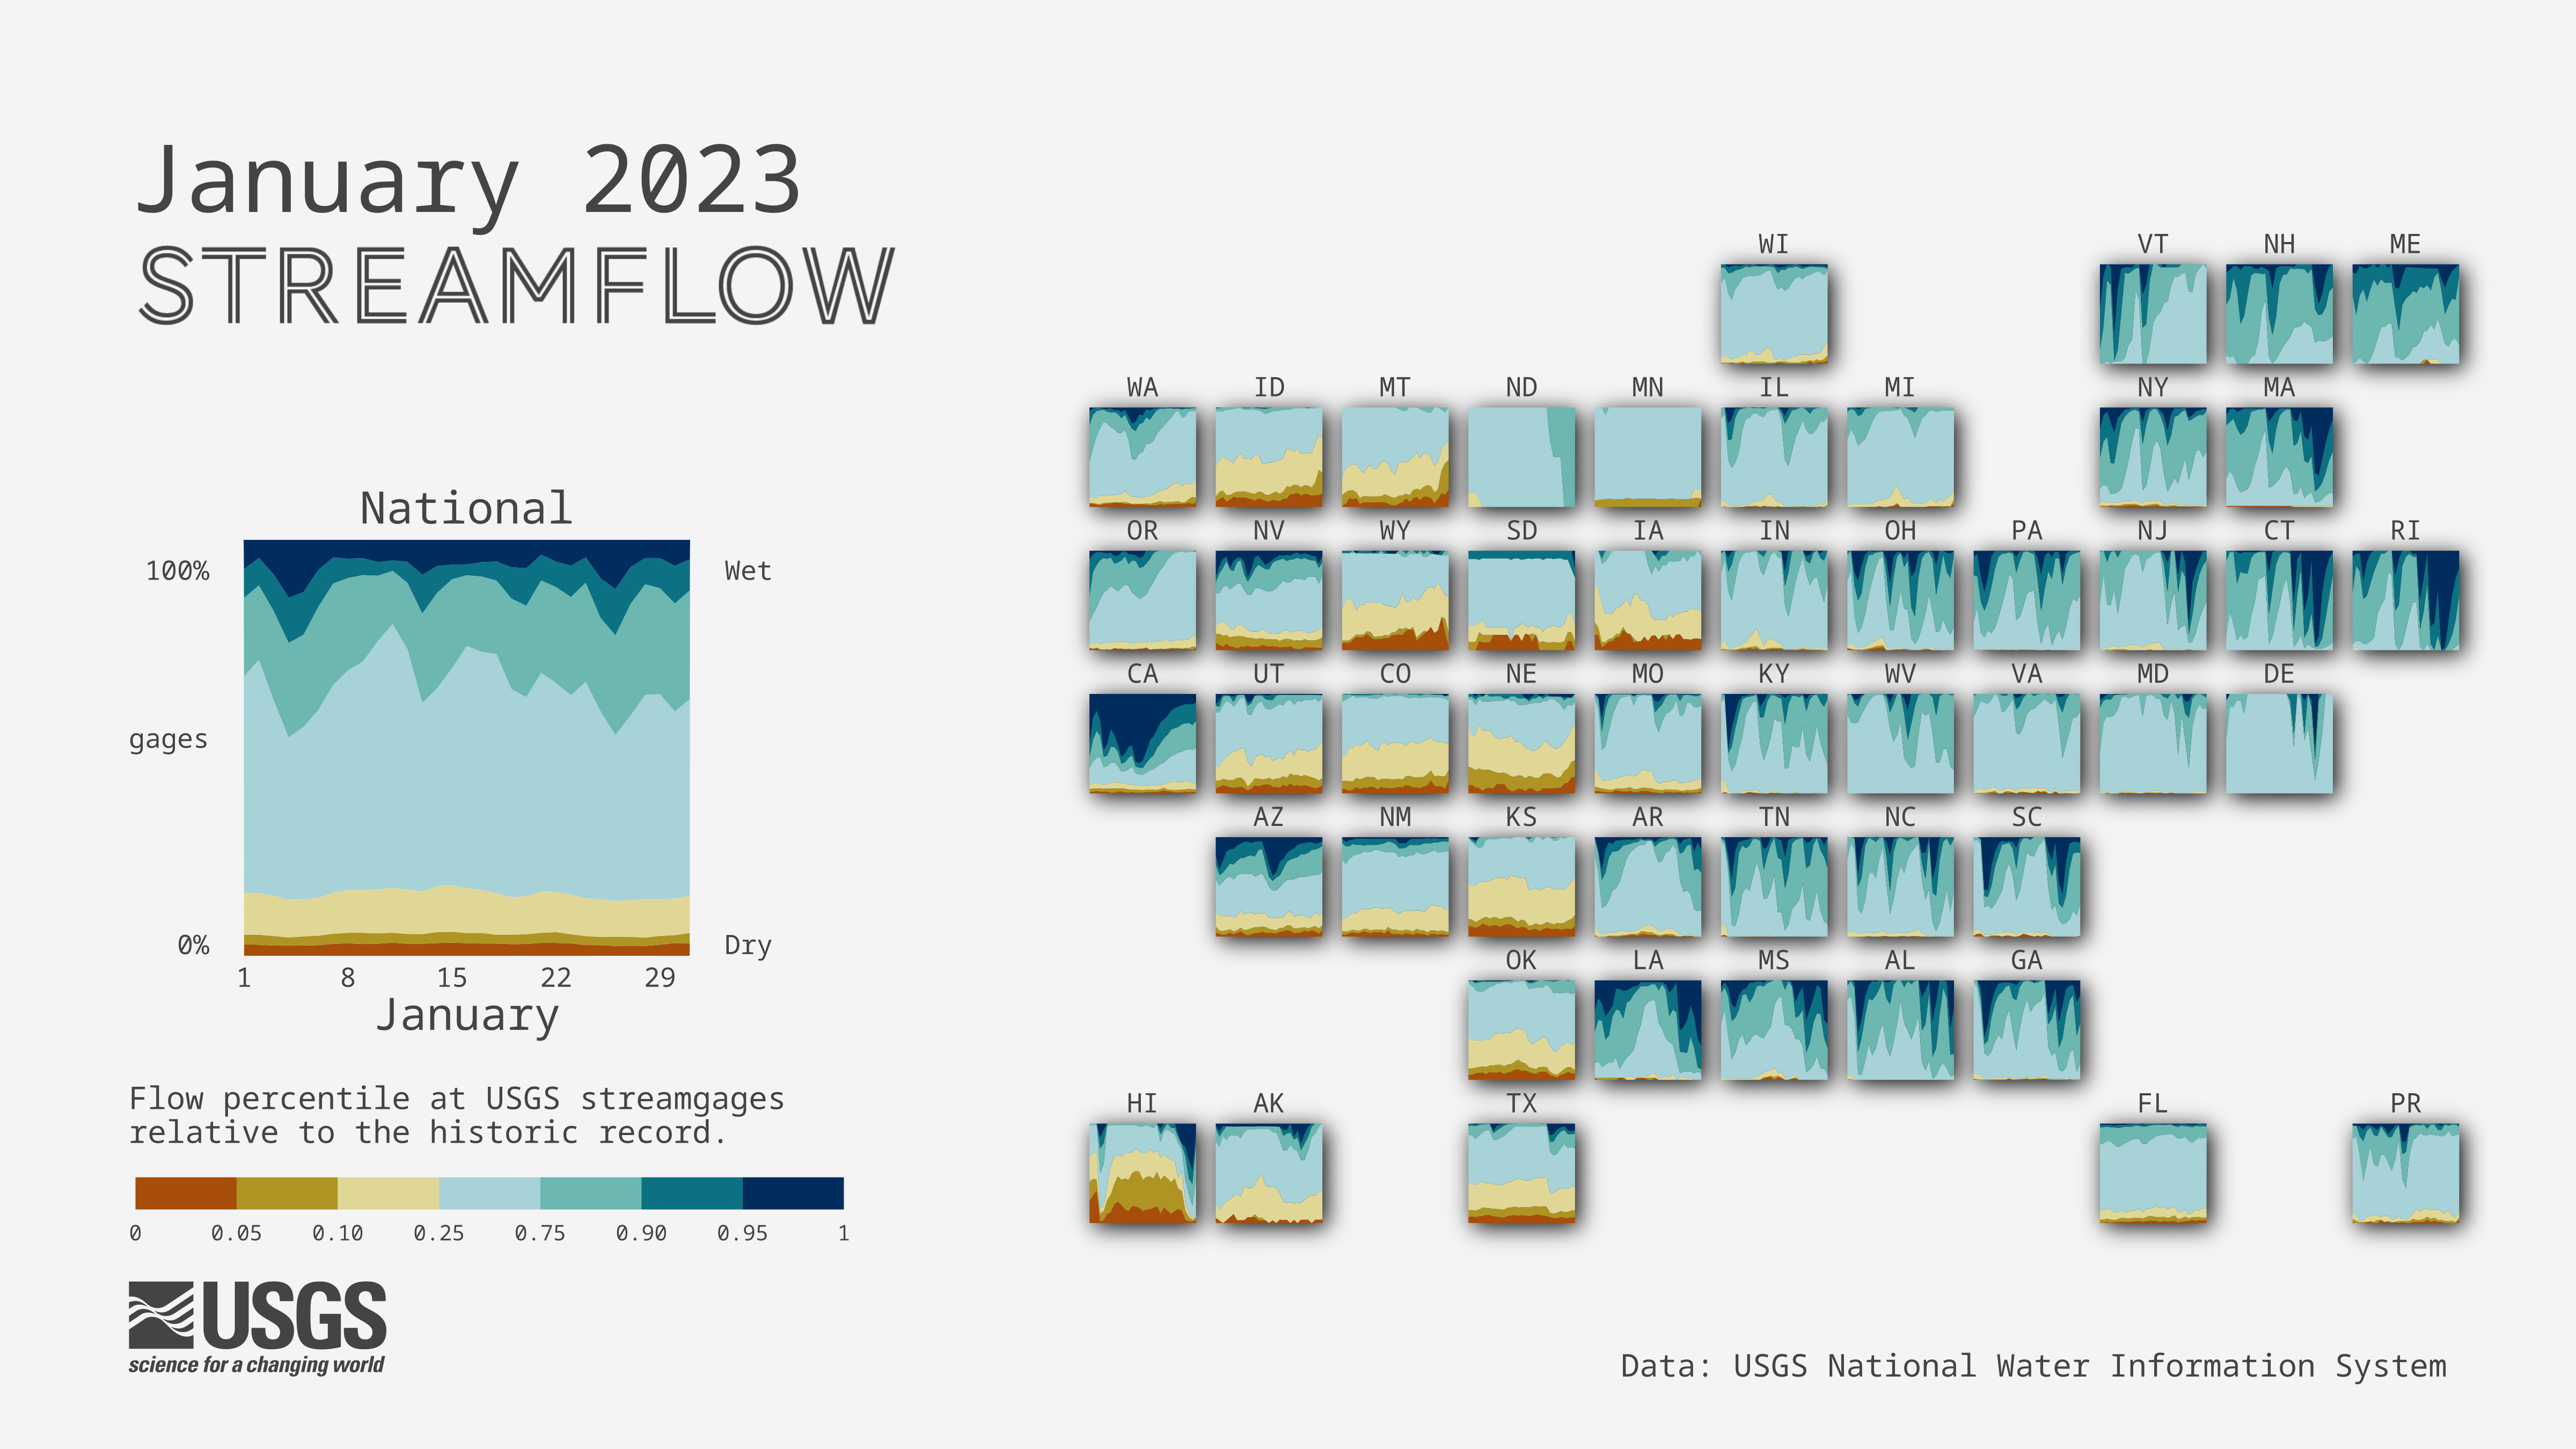 January 2023
STREAMFLOW
National
100%
Wet
gages
0%
Dry
1 8 15 22 29
January
Flow percentile at USGS streamgages
relative to the historic record.
0 0.05 0.10 0.25 0.75 0.90 0.95 1
USGS
science for a changing world
WI VT NH ME
WA ID MT ND MN IL MI NY MA
OR NV WY SD IA IN OH PA NJ CT RI
CA UT CO NE MO KY WV VA MD DE
AZ NM KS AR TN NC SC
OK LA MS AL GA
HI AK TX FL PR
Data: USGS National Water Information System